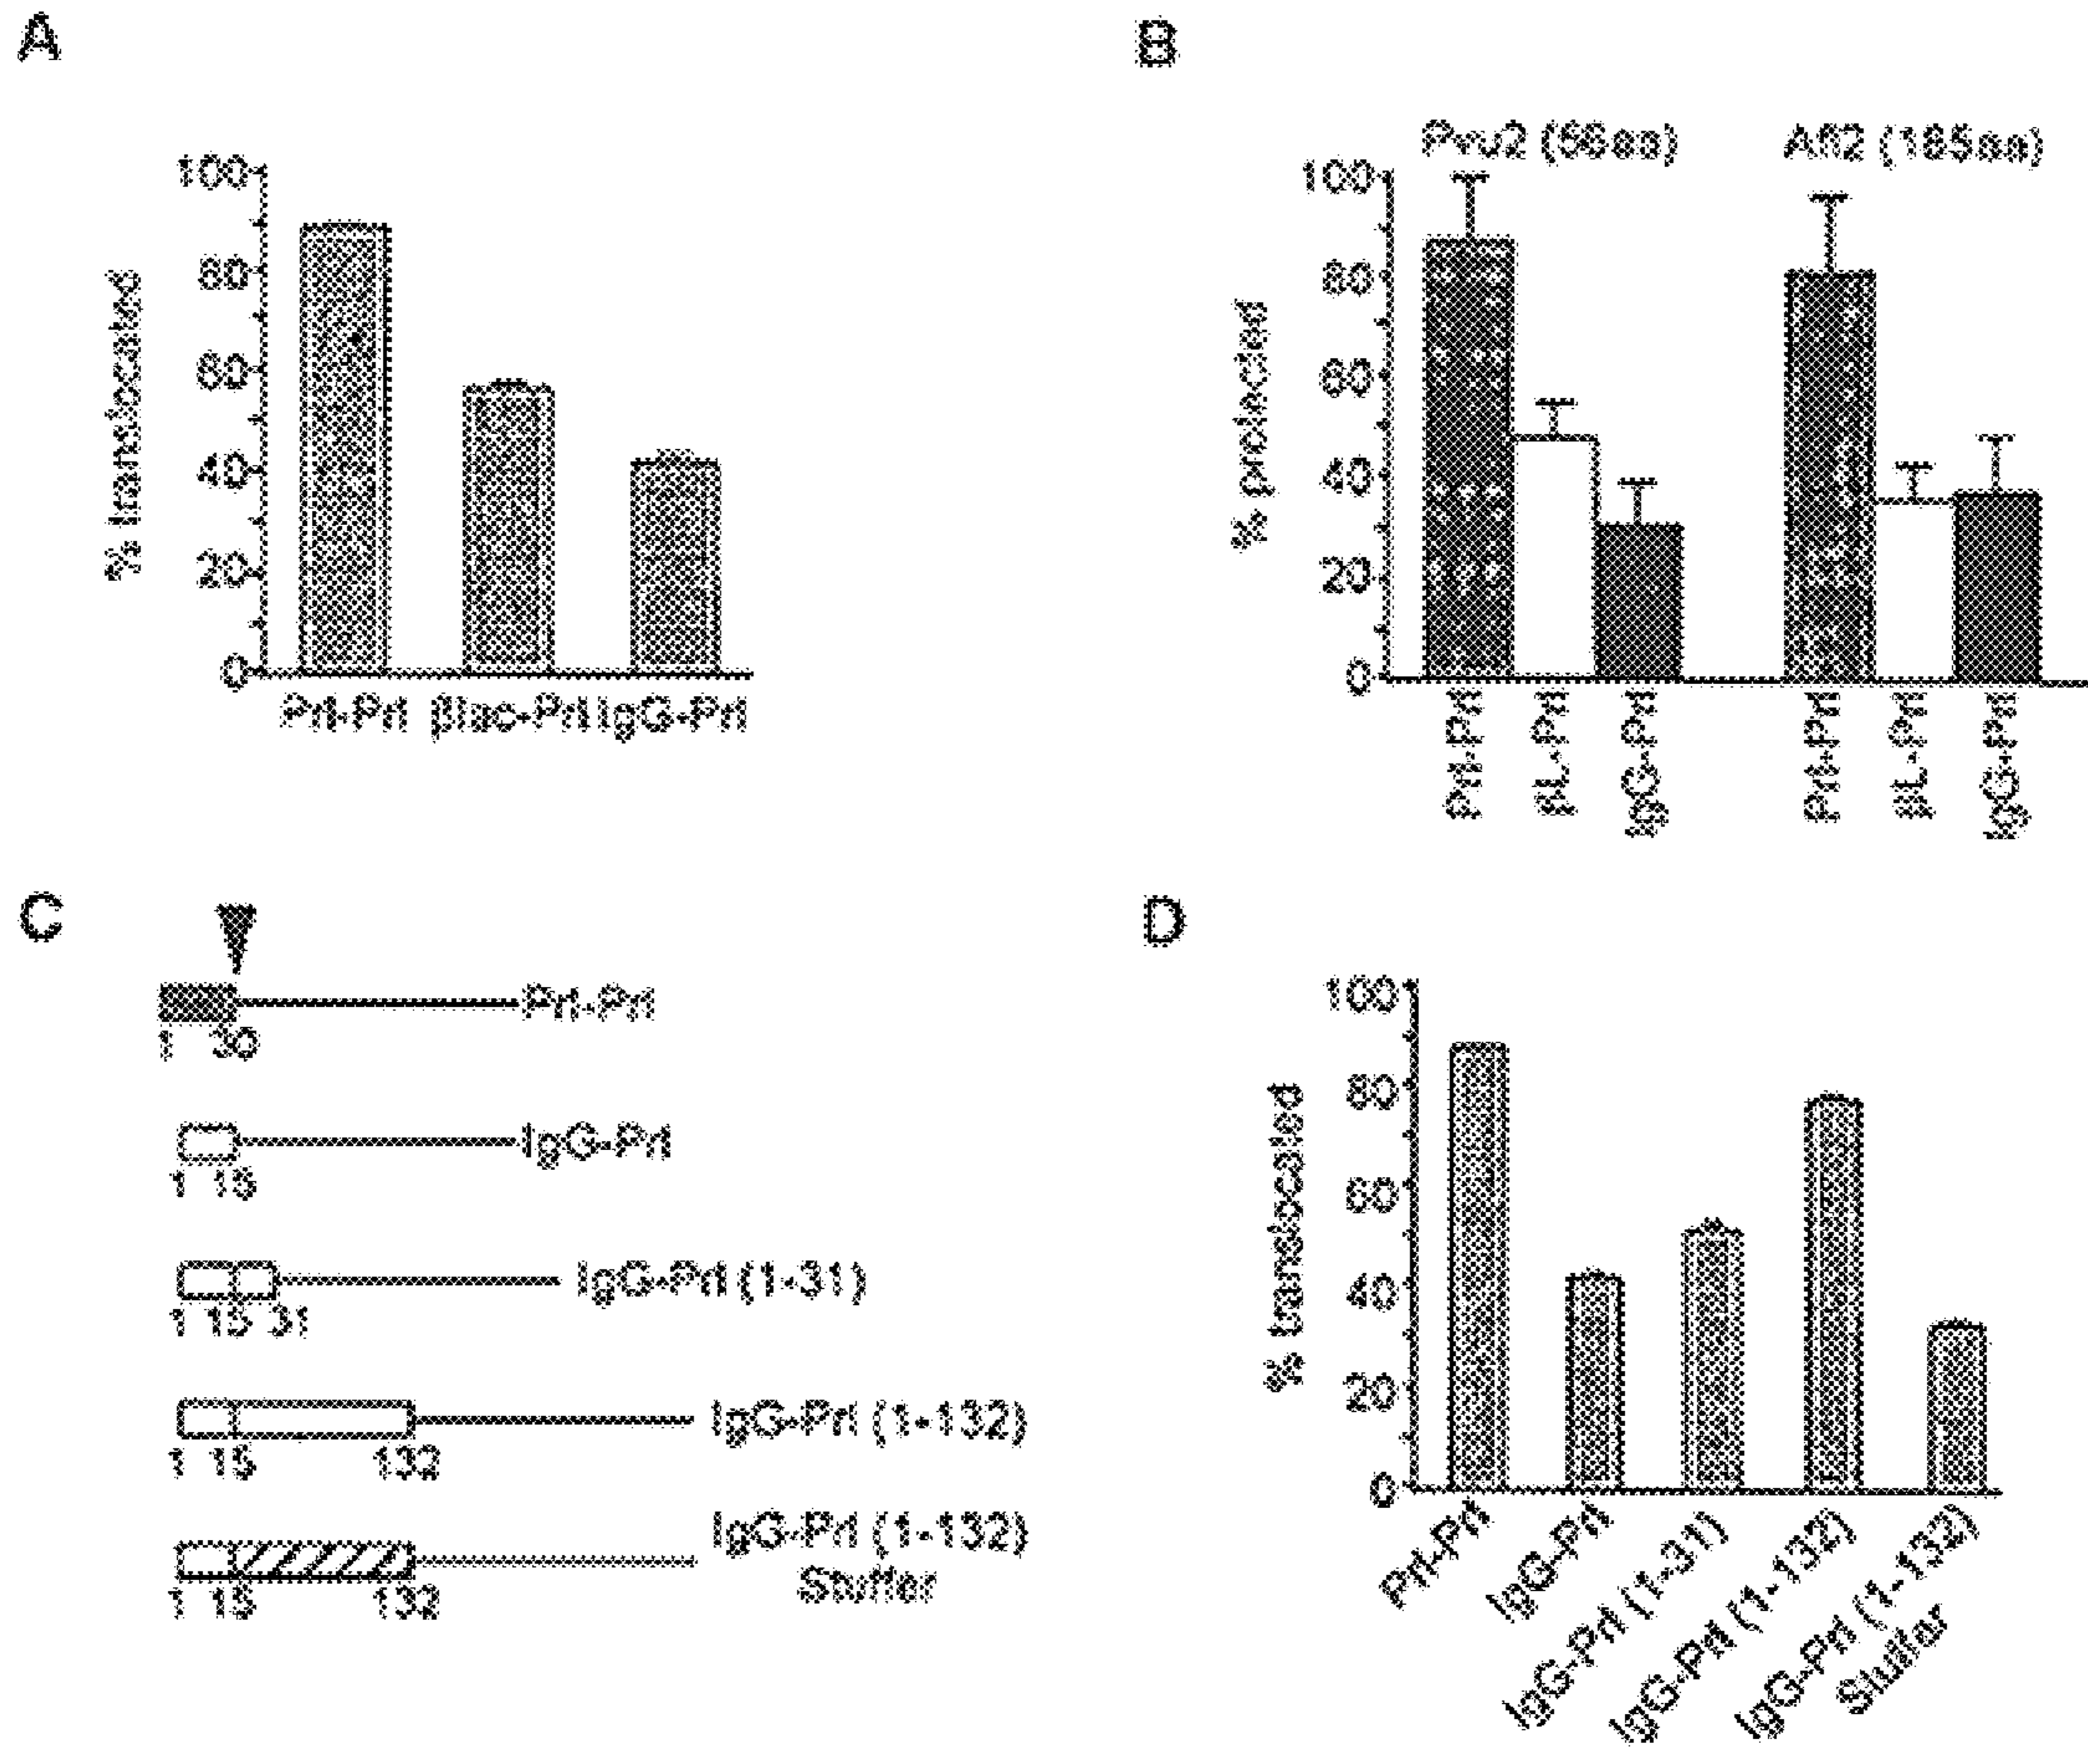 A
% translocated
100
80
60
40
20
0
Prl-Prl βlac-Prl IgG-Prl
B
Pvu2 (56aa) Afl2 (165aa)
% protected
100
80
60
40
20
0
Prl-Prl
βL-Prl
IgG-Prl
Prl-Prl
βL-Prl
IgG-Prl
C
Prl-Prl
1 30
IgG-Prl
1 15
IgG-Prl (1-31)
1 15 31
IgG-Prl (1-132)
1 15 132
IgG-Prl (1-132)
Stuffer
1 15 132
D
% translocated
100
80
60
40
20
0
Prl-Prl
IgG-Prl
IgG-Prl (1-31)
IgG-Prl (1-132)
IgG-Prl (1-132)
Stuffer